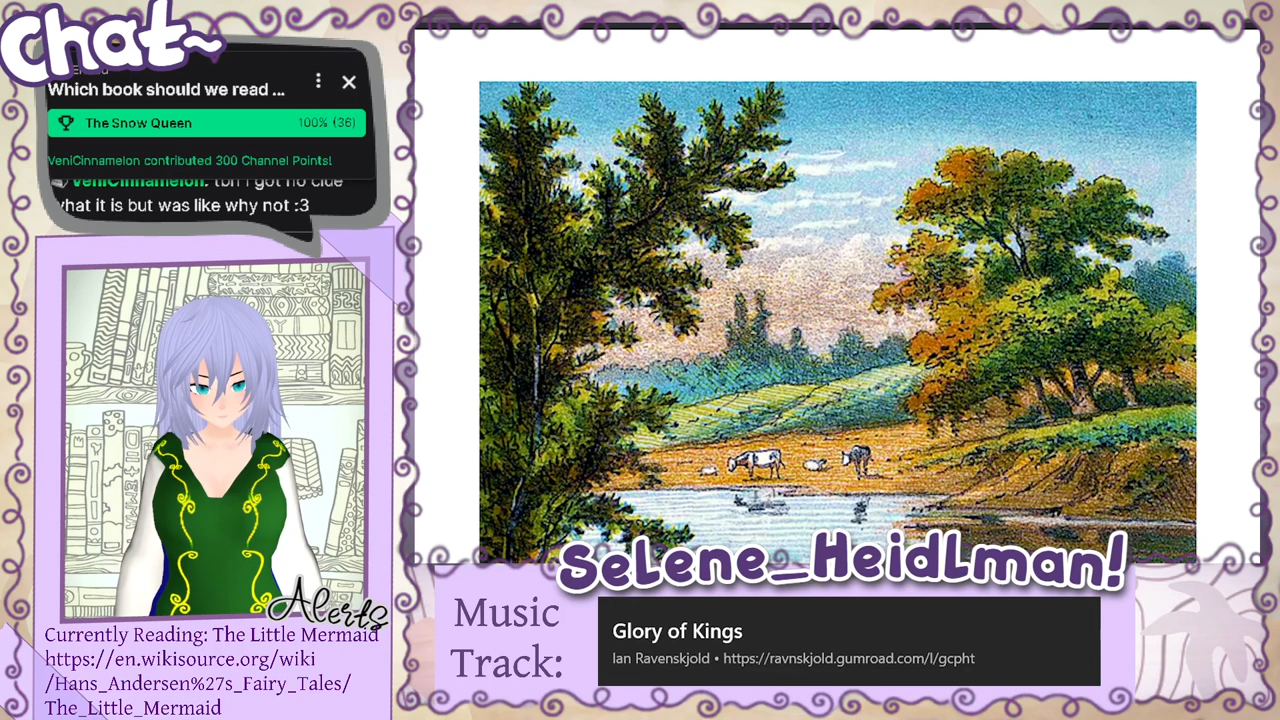 Chat~
Which book should we read ...
The Snow Queen 100% (36)
VeniCinnamelon contributed 300 Channel Points!
VeniCinnamelon: tbh i got no clue
what it is but was like why not :3
Alerts
Currently Reading: The Little Mermaid
https://en.wikisource.org/wiki
/Hans_Andersen%27s_Fairy_Tales/
The_Little_Mermaid
Selene_Heidlman!
Music
Track:
Glory of Kings
Ian Ravenskjold • https://ravnskjold.gumroad.com/l/gcpht